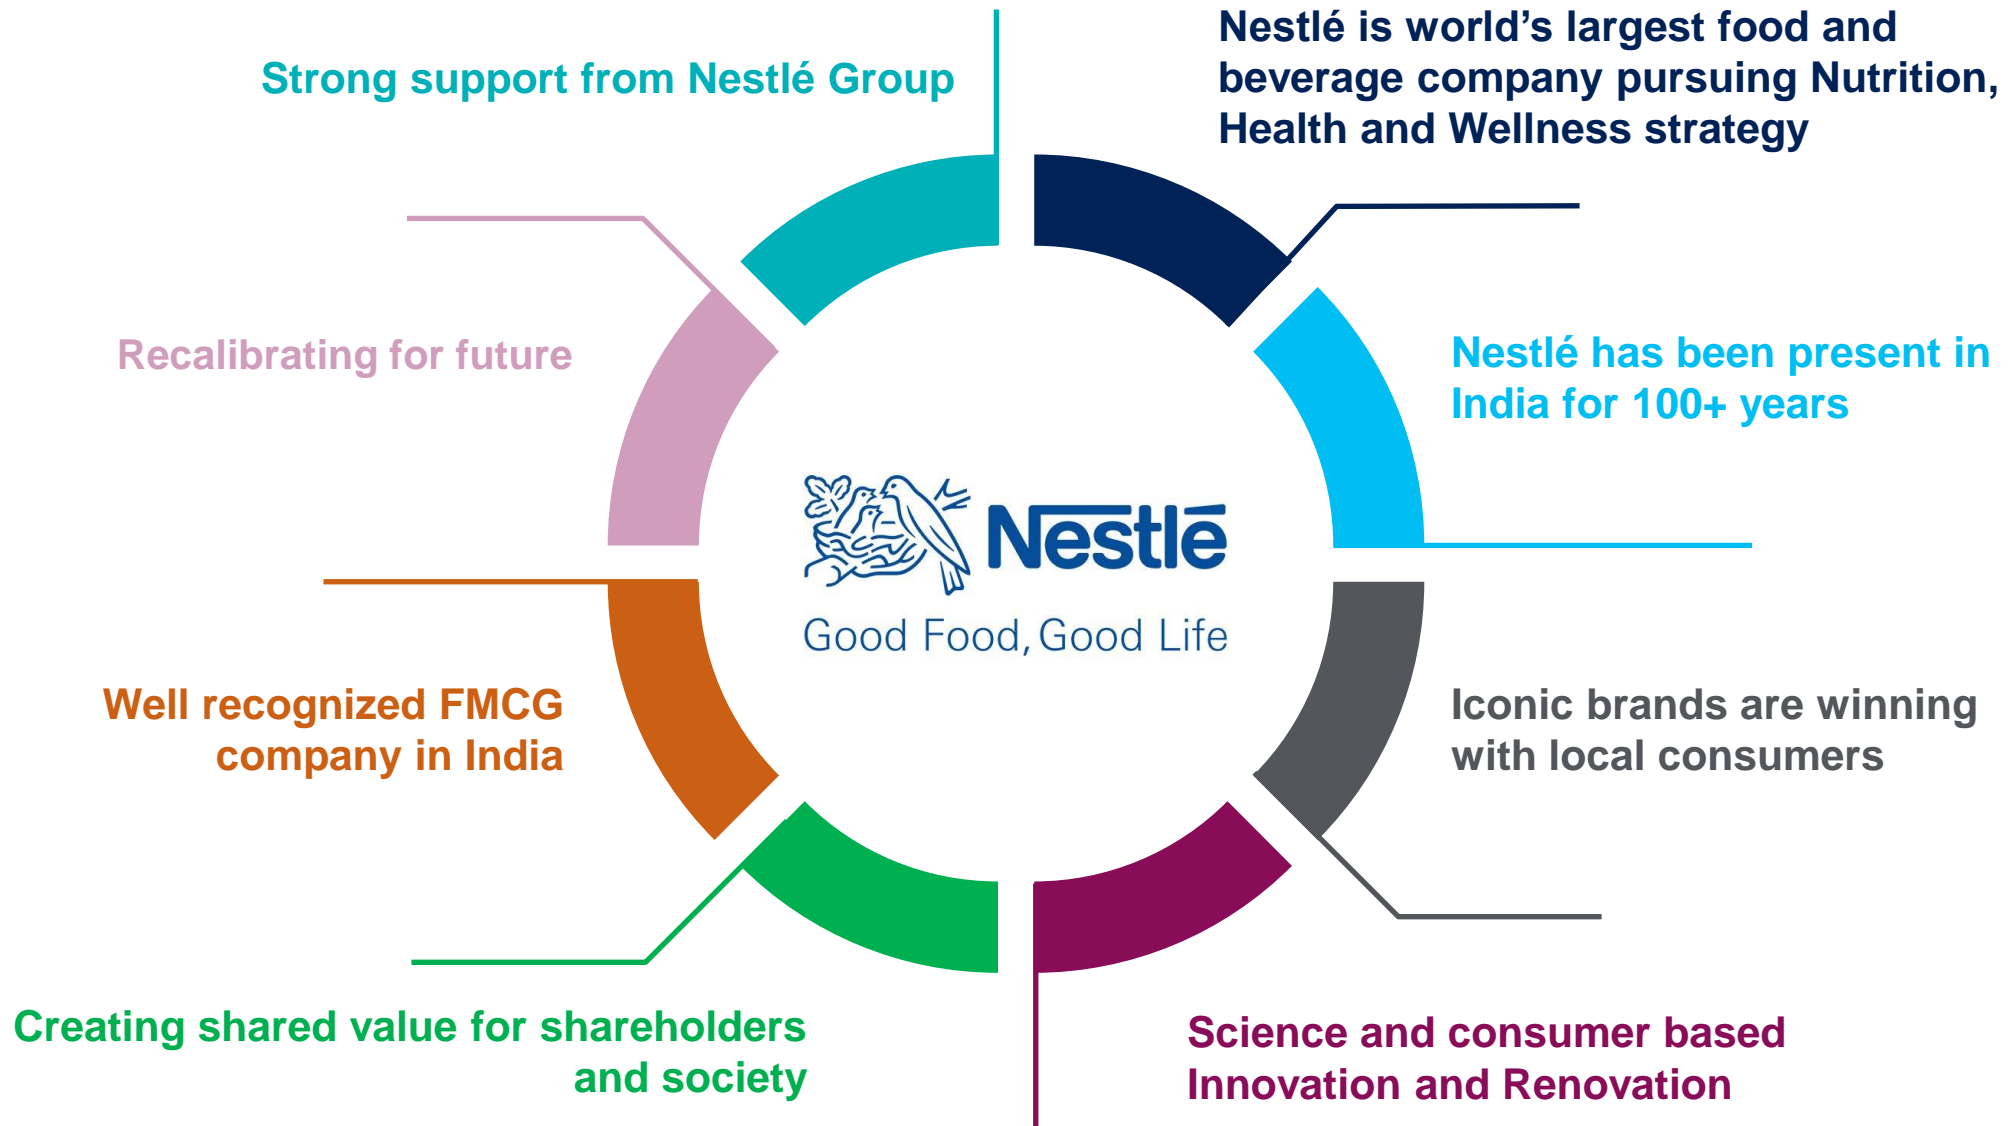 Strong support from Nestlé Group
Nestlé is world’s largest food and
beverage company pursuing Nutrition,
Health and Wellness strategy
Recalibrating for future
Nestlé has been present in
India for 100+ years
Nestlé
Good Food, Good Life
Well recognized FMCG
company in India
Iconic brands are winning
with local consumers
Creating shared value for shareholders
and society
Science and consumer based
Innovation and Renovation